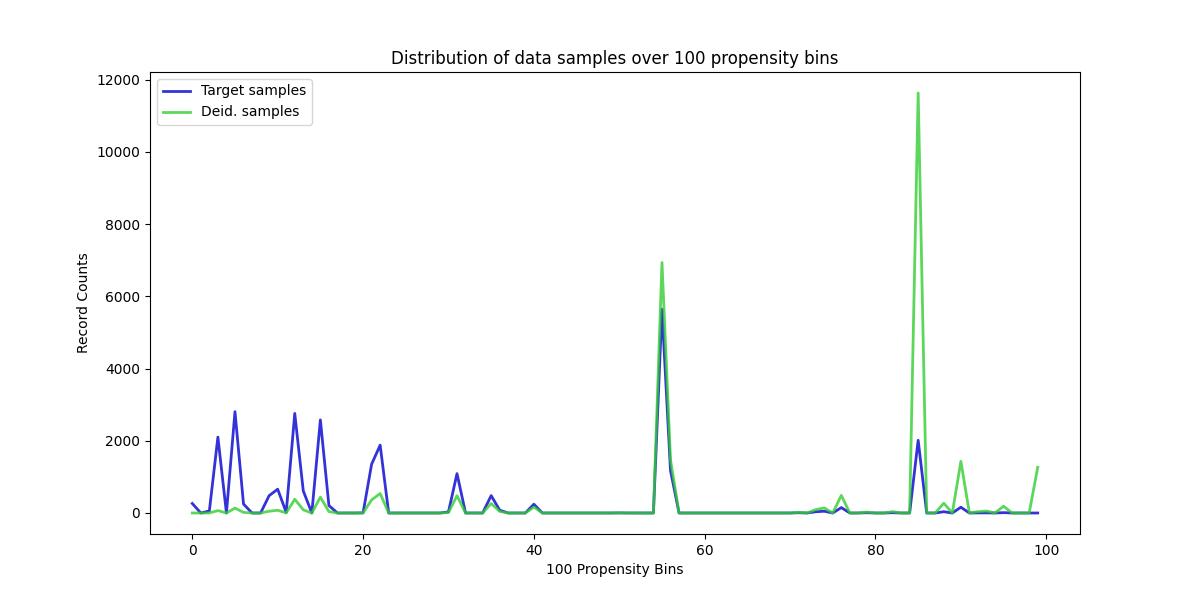 Distribution of data samples over 100 propensity bins
12000
10000
8000
6000
4000
2000
0
Record Counts
Target samples
Deid. samples
0 20 40 60 80 100
100 Propensity Bins